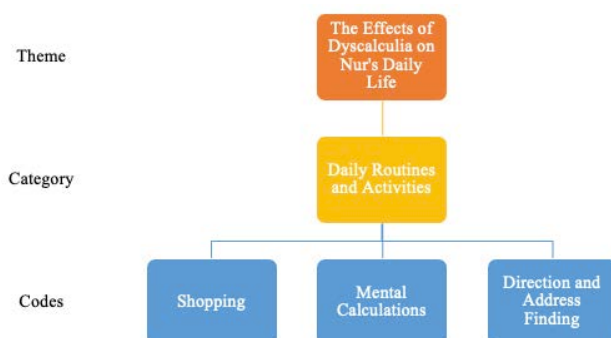 Theme
The Effects of
Dyscalculia on
Nur's Daily
Life
Category
Daily Routines
and Activities
Codes
Shopping
Mental
Calculations
Direction and
Address
Finding